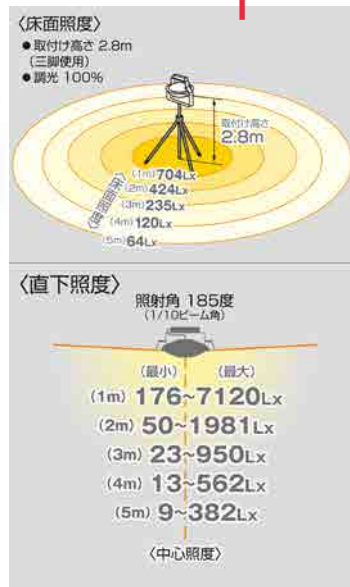 〈床面照度〉
●取付け高さ 2.8m
(三脚使用)
●調光 100%
取付け高さ
2.8m
〈床面照度〉
(1m)704Lx
(2m)424Lx
(3m)235Lx
(4m)120Lx
(5m)64Lx
〈直下照度〉
照射角 185度
(1/10ビーム角)
(最小) (最大)
(1m) 176~7120Lx
(2m) 50~1981Lx
(3m) 23~950Lx
(4m) 13~562Lx
(5m) 9~382Lx
〈中心照度〉